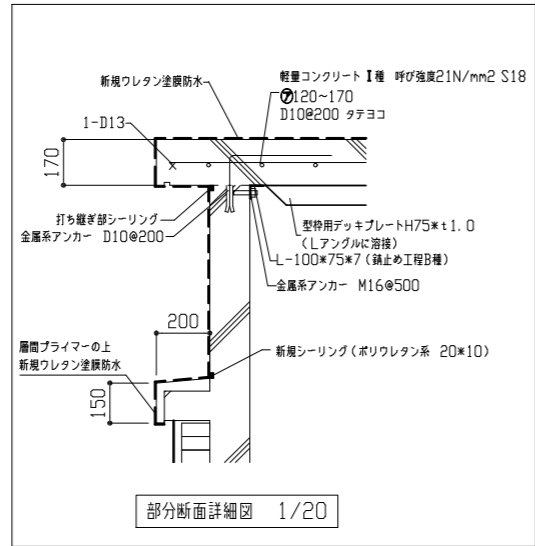 新規ウレタン塗膜防水
軽量コンクリートⅠ種 呼び強度21N/mm2 S18
㋐120~170
D10@200 タテヨコ
1-D13
170
打ち継ぎ部シーリング
金属系アンカー D10@200
型枠用デッキプレートH75*t1.0
(Lアングルに溶接)
L-100*75*7(錆止め工程B種)
金属系アンカー M16@500
200
層間プライマーの上
新規ウレタン塗膜防水
新規シーリング(ポリウレタン系 20*10)
150
部分断面詳細図 1/20